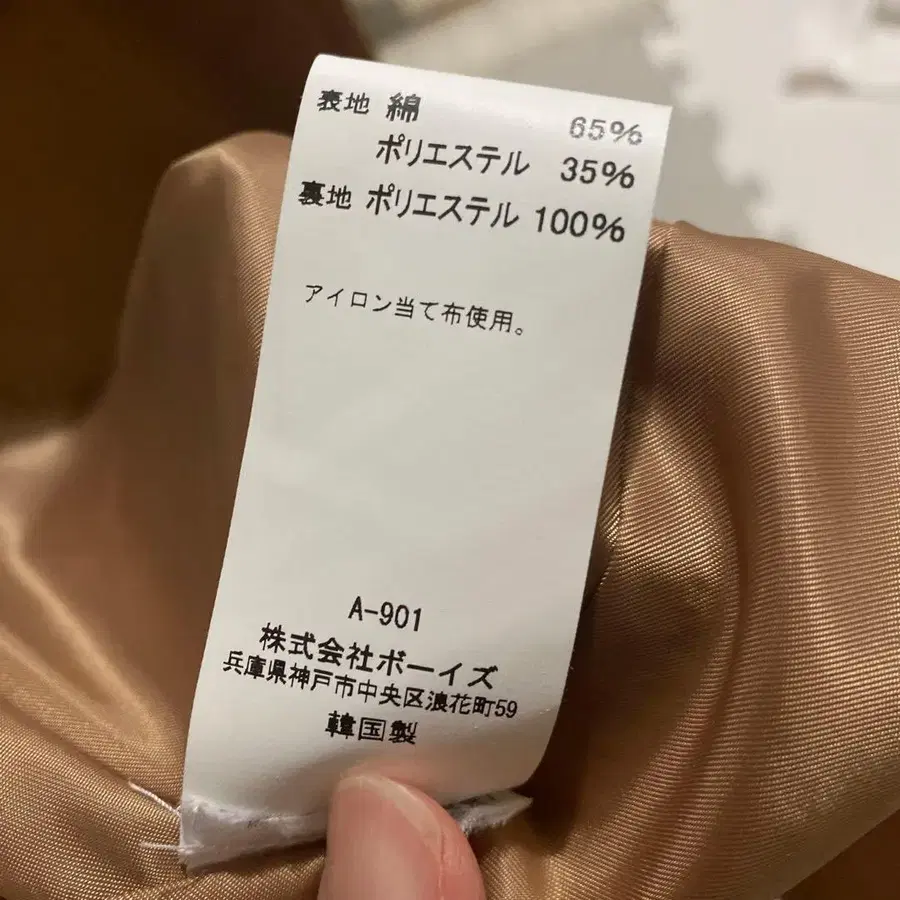 表地 綿 65%
ポリエステル 35%
裏地 ポリエステル 100%
アイロン当て布使用。
A-901
株式会社ボーイズ
兵庫県神戸市中央区浪花町59
韓国製